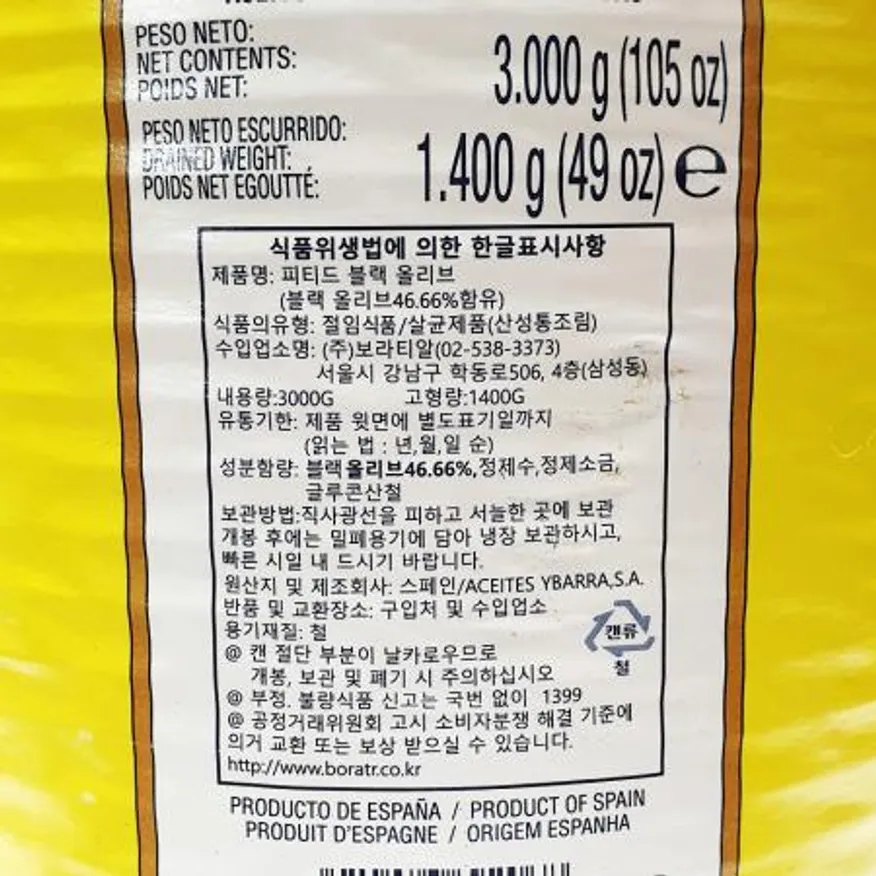 PESO NETO:
NET CONTENTS:
POIDS NET:
3.000 g (105 oz)
PESO NETO ESCURRIDO:
DRAINED WEIGHT:
POIDS NET EGOUTTÉ:
1.400 g (49 oz) e
식품위생법에 의한 한글표시사항
제품명: 피티드 블랙 올리브
(블랙 올리브46.66%함유)
식품의유형: 절임식품/살균제품(산성통조림)
수입업소명: (주)보라티알(02-538-3373)
서울시 강남구 학동로506, 4층(삼성동)
내용량:3000G 고형량:1400G
유통기한: 제품 윗면에 별도표기일까지
(읽는 법 : 년,월,일 순)
성분함량: 블랙올리브46.66%,정제수,정제소금,
글루콘산철
보관방법:직사광선을 피하고 서늘한 곳에 보관
개봉 후에는 밀폐용기에 담아 냉장 보관하시고,
빠른 시일 내 드시기 바랍니다.
원산지 및 제조회사: 스페인/ACEITES YBARRA,S.A.
반품 및 교환장소: 구입처 및 수입업소
용기재질: 철
캔류
철
@ 캔 절단 부분이 날카로우므로
개봉, 보관 및 폐기 시 주의하십시오
@ 부정. 불량식품 신고는 국번 없이 1399
@ 공정거래위원회 고시 소비자분쟁 해결 기준에
의거 교환 또는 보상 받으실 수 있습니다.
http://www.boratr.co.kr
PRODUCTO DE ESPAÑA / PRODUCT OF SPAIN
PRODUIT D'ESPAGNE / ORIGEM ESPANHA